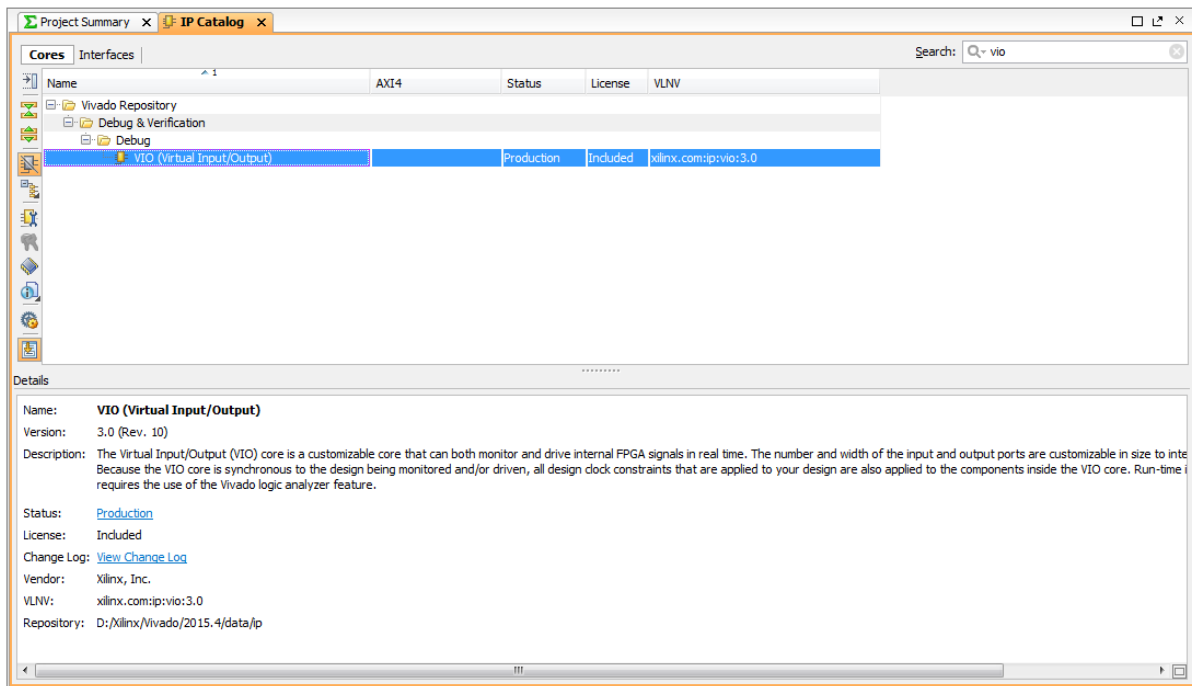 Project Summary IP Catalog
Cores Interfaces Search: vio
Name 1 AXI4 Status License VLNV
Vivado Repository
Debug & Verification
Debug
VIO (Virtual Input/Output) Production Included xilinx.com:ip:vio:3.0
Details
Name: VIO (Virtual Input/Output)
Version: 3.0 (Rev. 10)
Description: The Virtual Input/Output (VIO) core is a customizable core that can both monitor and drive internal FPGA signals in real time. The number and width of the input and output ports are customizable in size to inte
Because the VIO core is synchronous to the design being monitored and/or driven, all design clock constraints that are applied to your design are also applied to the components inside the VIO core. Run-time i
requires the use of the Vivado logic analyzer feature.
Status: Production
License: Included
Change Log: View Change Log
Vendor: Xilinx, Inc.
VLNV: xilinx.com:ip:vio:3.0
Repository: D:/Xilinx/Vivado/2015.4/data/ip